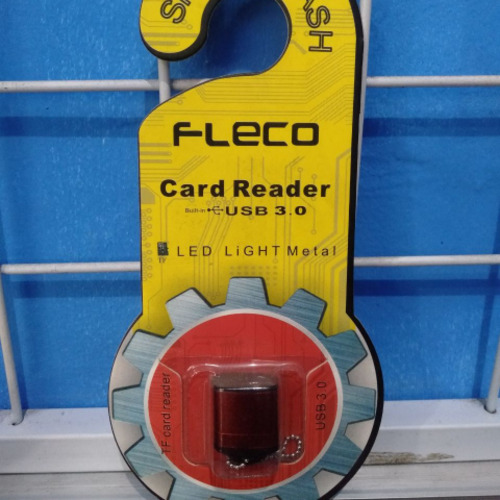 FLECO
Card Reader
Built-in USB 3.0
LED LiGHT Metal
TF card reader
USB 3.0